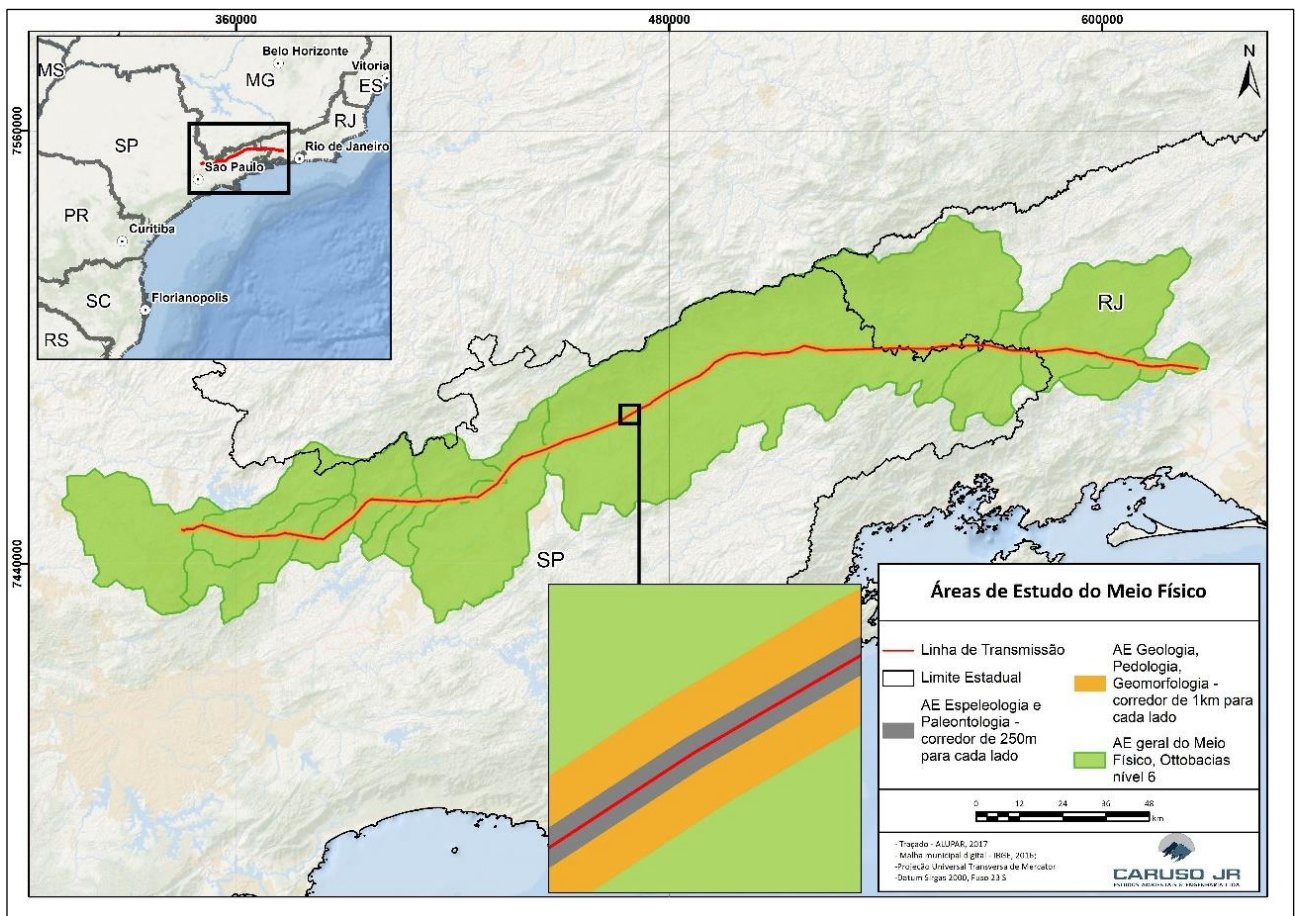 360000
480000
600000
7560000
7440000
N
Belo Horizonte
Vitoria
MS
MG
ES
RJ
SP
Rio de Janeiro
São Paulo
PR
Curitiba
SC
Florianopolis
RS
RJ
SP
Áreas de Estudo do Meio Físico
Linha de Transmissão
Limite Estadual
AE Espeleologia e
Paleontologia -
corredor de 250m
para cada lado
AE Geologia,
Pedologia,
Geomorfologia -
corredor de 1km para
cada lado
AE geral do Meio
Físico, Ottobacias
nível 6
0 12 24 36 48
km
- Traçado - ALUPAR, 2017
- Malha municipal digital - IBGE, 2016;
-Projeção Universal Transversa de Mercator
-Datum Sirgas 2000, Fuso 23 S
CARUSO JR
ESTUDOS AMBIENTAIS & ENGENHARIA LTDA.